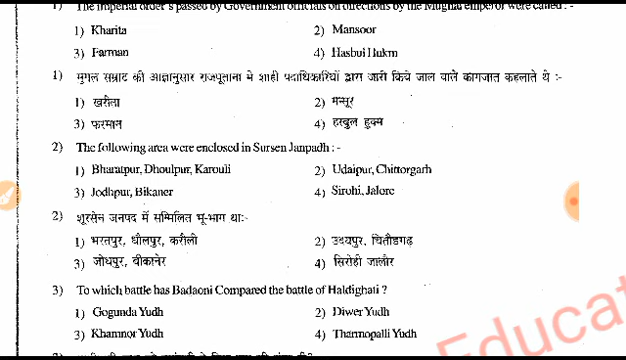 1) The imperial order's passed by Government officials on directions by the Mughal emperor were called : -
1) Kharita 2) Mansoor
3) Farman 4) Hasbul Hukm
1) मुगल सम्राट की आज्ञानुसार राजपूताना मे शाही पदाधिकारियों द्वारा जारी किये जाल वाले कागजात कहलाते थे :-
1) खरीता 2) मन्सूर
3) फरमान 4) हस्बुल हुक्म
2) The following area were enclosed in Sursen Janpadh : -
1) Bharatpur, Dhoulpur, Karouli 2) Udaipur, Chittorgarh
3) Jodhpur, Bikaner 4) Sirohi, Jalore
2) शूरसेन जनपद में सम्मिलित भू-भाग था:-
1) भरतपुर, धौलपुर, करौली 2) उदयपुर, चितौडगढ़
3) जोधपुर, बीकानेर 4) सिरोही जालौर
3) To which battle has Badaoni Compared the battle of Haldighati ?
1) Gogunda Yudh 2) Diwer Yudh
3) Khamnor Yudh 4) Tharmopalli Yudh
Educat